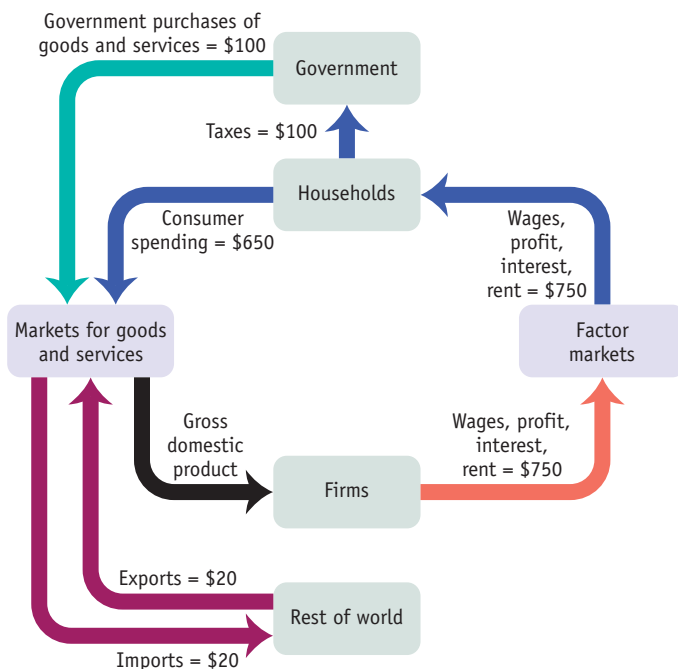 Government purchases of
goods and services = $100
Government
Taxes = $100
Households
Consumer
spending = $650
Wages,
profit,
interest,
rent = $750
Markets for goods
and services
Factor
markets
Gross
domestic
product
Wages, profit,
interest,
rent = $750
Firms
Exports = $20
Rest of world
Imports = $20